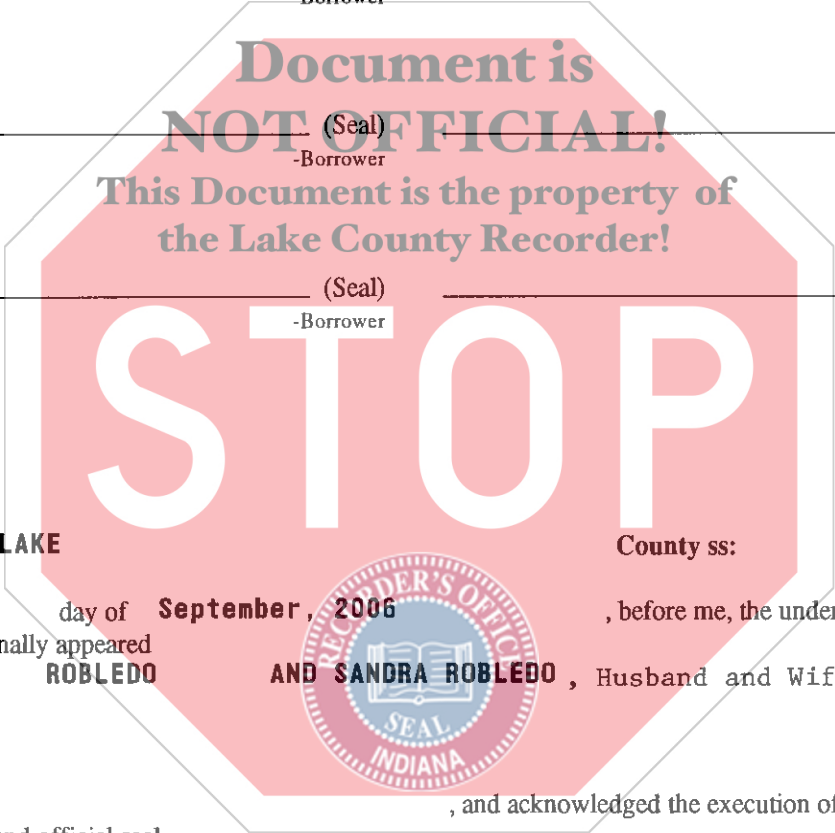 -Borrower
Document is
NOT OFFICIAL!
(Seal)
-Borrower
This Document is the property of
the Lake County Recorder!
(Seal)
-Borrower
STOP
LAKE County ss:
day of September, 2006 , before me, the under
nally appeared
ROBLEDO AND SANDRA ROBLEDO , Husband and Wif
RECORDER'S OFFICE
SEAL
INDIANA
, and acknowledged the execution of
nd official seal